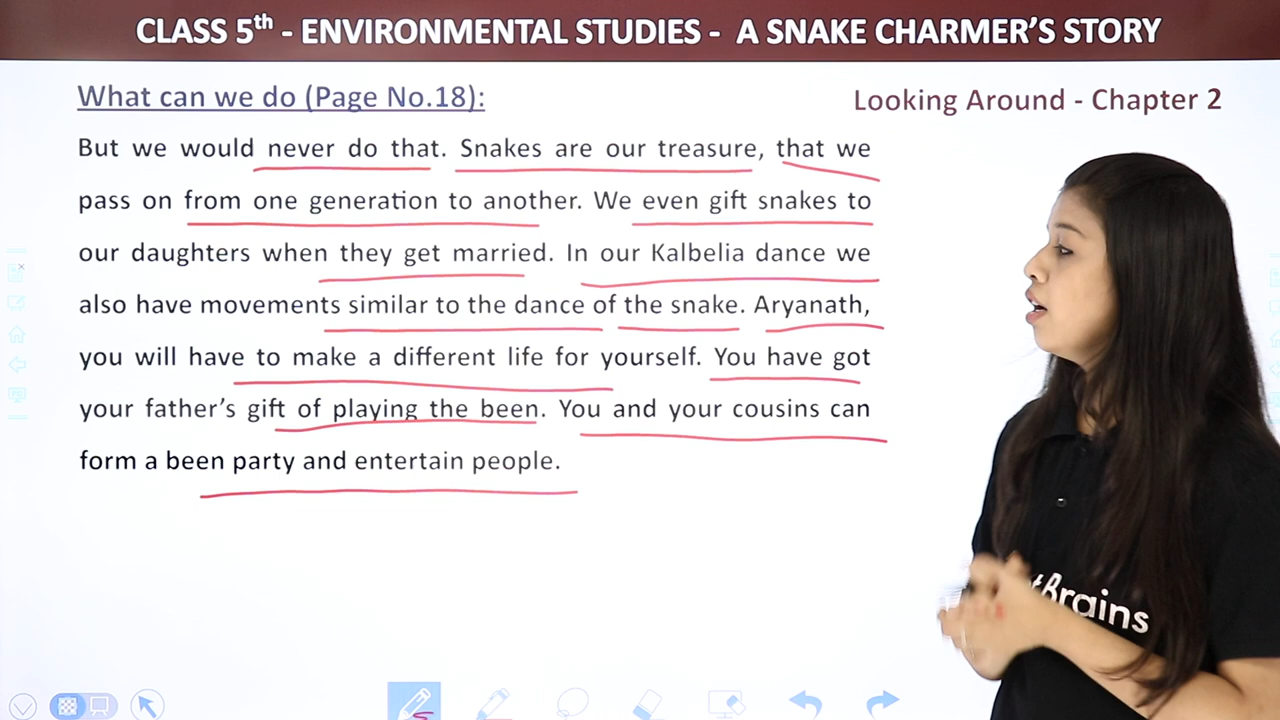 CLASS 5th - ENVIRONMENTAL STUDIES - A SNAKE CHARMER'S STORY
What can we do (Page No.18):
Looking Around - Chapter 2
But we would never do that. Snakes are our treasure, that we
pass on from one generation to another. We even gift snakes to
our daughters when they get married. In our Kalbelia dance we
also have movements similar to the dance of the snake. Aryanath,
you will have to make a different life for yourself. You have got
your father's gift of playing the been. You and your cousins can
form a been party and entertain people.
Brains